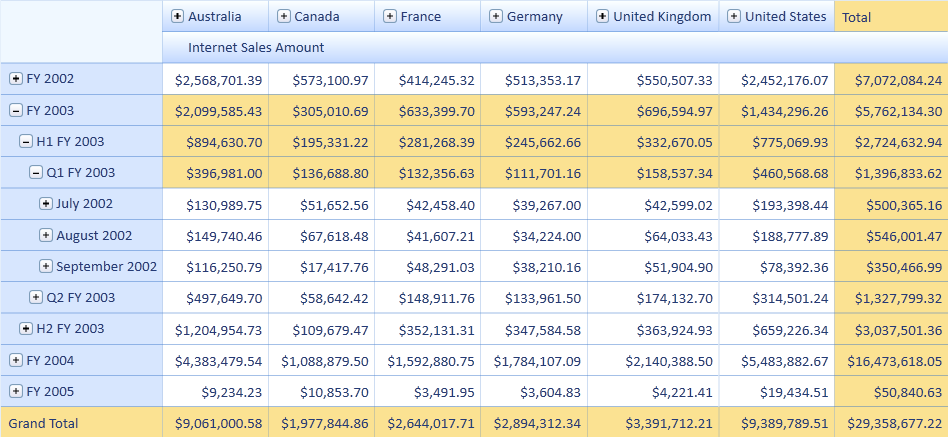 Australia Canada France Germany United Kingdom United States Total
Internet Sales Amount
FY 2002 $2,568,701.39 $573,100.97 $414,245.32 $513,353.17 $550,507.33 $2,452,176.07 $7,072,084.24
FY 2003 $2,099,585.43 $305,010.69 $633,399.70 $593,247.24 $696,594.97 $1,434,296.26 $5,762,134.30
H1 FY 2003 $894,630.70 $195,331.22 $281,268.39 $245,662.66 $332,670.05 $775,069.93 $2,724,632.94
Q1 FY 2003 $396,981.00 $136,688.80 $132,356.63 $111,701.16 $158,537.34 $460,568.68 $1,396,833.62
July 2002 $130,989.75 $51,652.56 $42,458.40 $39,267.00 $42,599.02 $193,398.44 $500,365.16
August 2002 $149,740.46 $67,618.48 $41,607.21 $34,224.00 $64,033.43 $188,777.89 $546,001.47
September 2002 $116,250.79 $17,417.76 $48,291.03 $38,210.16 $51,904.90 $78,392.36 $350,466.99
Q2 FY 2003 $497,649.70 $58,642.42 $148,911.76 $133,961.50 $174,132.70 $314,501.24 $1,327,799.32
H2 FY 2003 $1,204,954.73 $109,679.47 $352,131.31 $347,584.58 $363,924.93 $659,226.34 $3,037,501.36
FY 2004 $4,383,479.54 $1,088,879.50 $1,592,880.75 $1,784,107.09 $2,140,388.50 $5,483,882.67 $16,473,618.05
FY 2005 $9,234.23 $10,853.70 $3,491.95 $3,604.83 $4,221.41 $19,434.51 $50,840.63
Grand Total $9,061,000.58 $1,977,844.86 $2,644,017.71 $2,894,312.34 $3,391,712.21 $9,389,789.51 $29,358,677.22